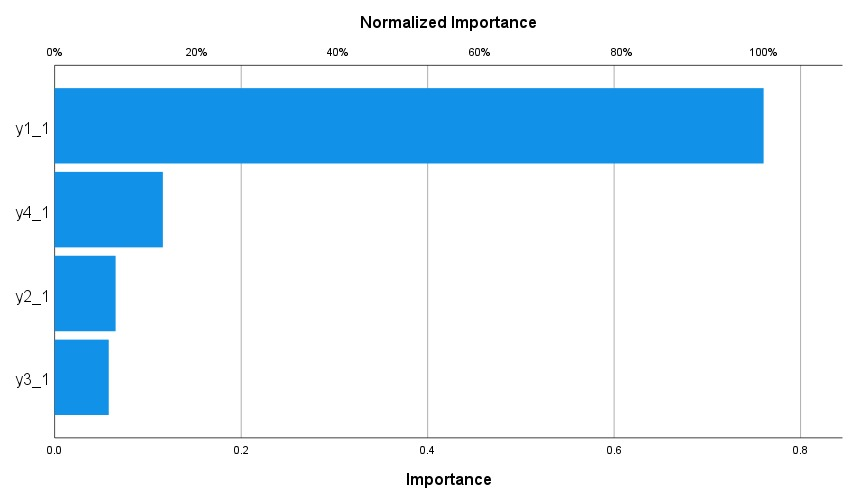 Normalized Importance
0% 20% 40% 60% 80% 100%
y1_1
y4_1
y2_1
y3_1
0.0 0.2 0.4 0.6 0.8
Importance